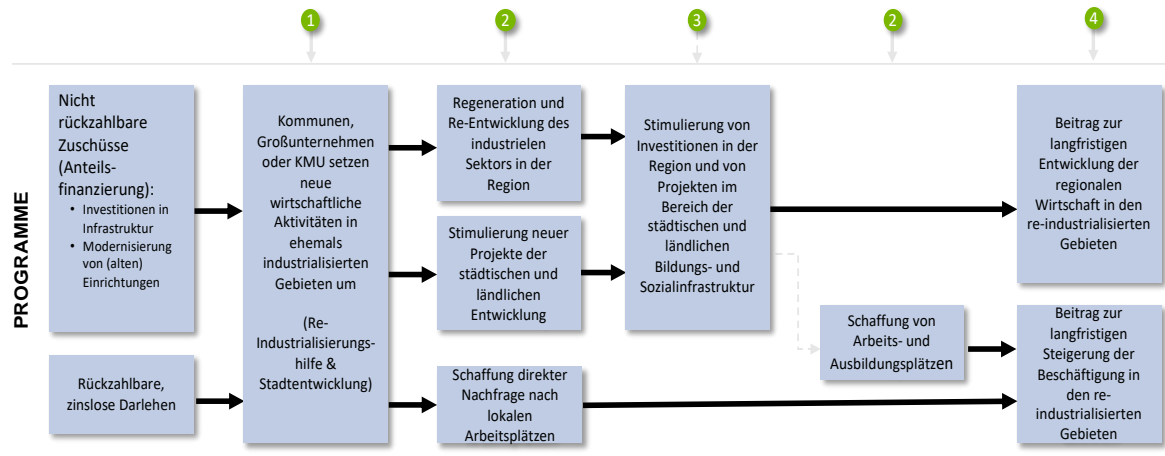 1
2
3
2
4
PROGRAMME
Nicht
rückzahlbare
Zuschüsse
(Anteils-
finanzierung):
• Investitionen in
Infrastruktur
• Modernisierung
von (alten)
Einrichtungen
Rückzahlbare,
zinslose Darlehen
Kommunen,
Großunternehmen
oder KMU setzen
neue
wirtschaftliche
Aktivitäten in
ehemals
industrialisierten
Gebieten um
(Re-
Industrialisierungs-
hilfe &
Stadtentwicklung)
Regeneration und
Re-Entwicklung des
industriellen
Sektors in der
Region
Stimulierung neuer
Projekte der
städtischen und
ländlichen
Entwicklung
Schaffung direkter
Nachfrage nach
lokalen
Arbeitsplätzen
Stimulierung von
Investitionen in der
Region und von
Projekten im
Bereich der
städtischen und
ländlichen
Bildungs- und
Sozialinfrastruktur
Schaffung von
Arbeits- und
Ausbildungsplätzen
Beitrag zur
langfristigen
Entwicklung der
regionalen
Wirtschaft in den
re-industrialisierten
Gebieten
Beitrag zur
langfristigen
Steigerung der
Beschäftigung in
den re-
industrialisierten
Gebieten